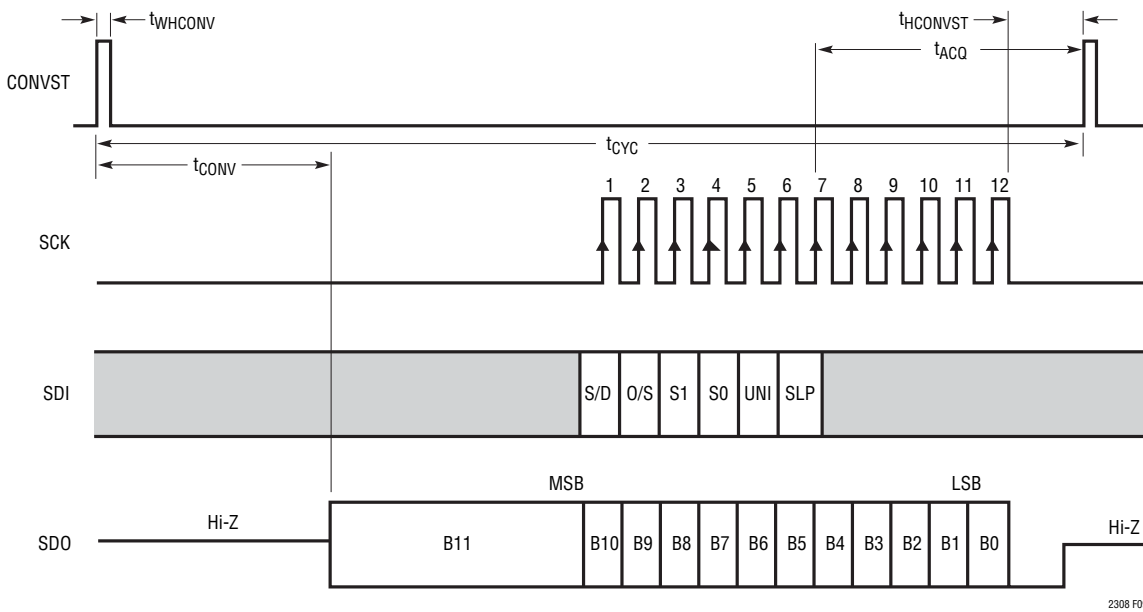 tWHCONV
tHCONVST
tACQ
CONVST
tCYC
tCONV
1 2 3 4 5 6 7 8 9 10 11 12
SCK
SDI
S/D O/S S1 S0 UNI SLP
MSB
LSB
SDO
Hi-Z
B11 B10 B9 B8 B7 B6 B5 B4 B3 B2 B1 B0
Hi-Z